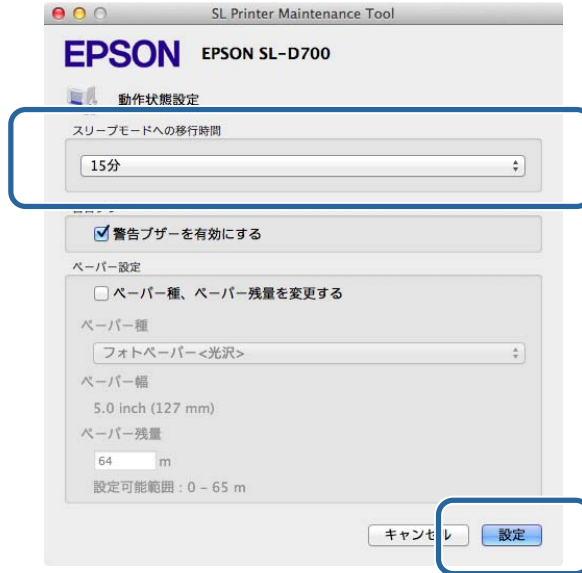 SL Printer Maintenance Tool
EPSON EPSON SL-D700
動作状態設定
スリープモードへの移行時間
15分
警告ブザーを有効にする
ペーパー設定
ペーパー種、ペーパー残量を変更する
ペーパー種
フォトペーパー<光沢>
ペーパー幅
5.0 inch (127 mm)
ペーパー残量
64 m
設定可能範囲：0 – 65 m
キャンセル 設定